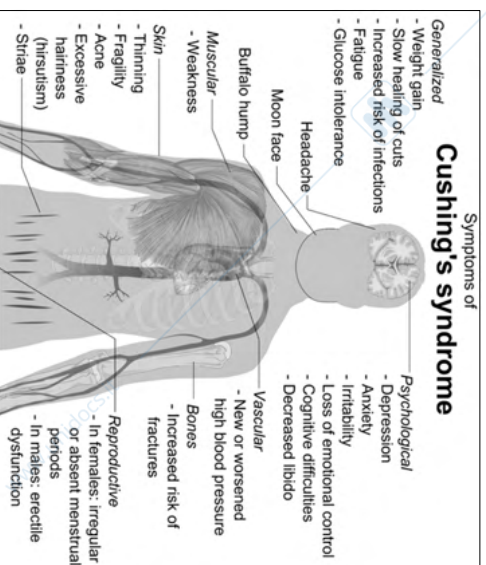 Symptoms of
Cushing's syndrome
Generalized
- Weight gain
- Slow healing of cuts
- Increased risk of infections
- Fatigue
- Glucose intolerance
Headache
Moon face
Buffalo hump
Muscular
- Weakness
Skin
- Thinning
- Fragility
- Acne
- Excessive
hairiness
(hirsutism)
- Striae
Psychological
- Depression
- Anxiety
- Irritability
- Loss of emotional control
- Cognitive difficulties
- Decreased libido
Vascular
- New or worsened
high blood pressure
Bones
- Increased risk of
fractures
Reproductive
- In females: irregular
or absent menstrual
periods
- In males: erectile
dysfunction